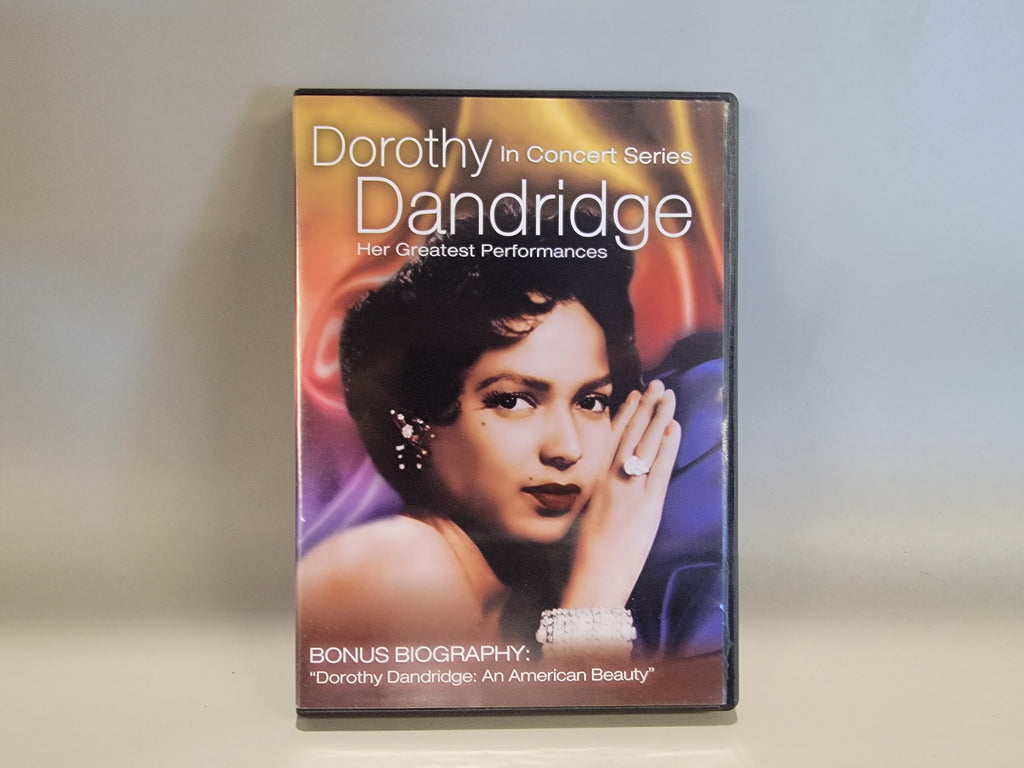 Dorothy In Concert Series
Dandridge
Her Greatest Performances
BONUS BIOGRAPHY:
“Dorothy Dandridge: An American Beauty”